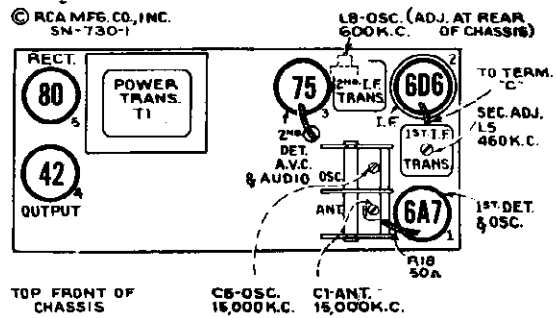 © RCA MFG. CO., INC.
SN-730-1
L8-OSC. (ADJ. AT REAR
600K.C. OF CHASSIS)
RECT.
80
5
POWER
TRANS.
T1
75
3
2ND I.F.
TRANS.
6D6
2
I.F.
TO TERM.
"C"
1ST I.F.
TRANS.
SEC. ADJ.
L5
460K.C.
2ND
DET.
A.V.C.
& AUDIO
OSC.
ANT.
42
4
OUTPUT
6A7
1
1ST DET.
& OSC.
R18
50Ω
TOP FRONT OF
CHASSIS
C6-OSC.
15,000K.C.
C1-ANT.
15,000K.C.